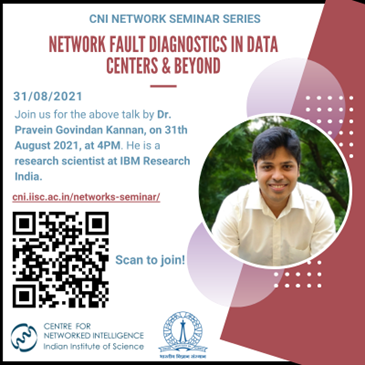 CNI NETWORK SEMINAR SERIES
NETWORK FAULT DIAGNOSTICS IN DATA
CENTERS & BEYOND
31/08/2021
Join us for the above talk by Dr.
Pravein Govindan Kannan, on 31th
August 2021, at 4PM. He is a
research scientist at IBM Research
India.
cni.iisc.ac.in/networks-seminar/
Scan to join!
CENTRE FOR
NETWORKED INTELLIGENCE
Indian Institute of Science